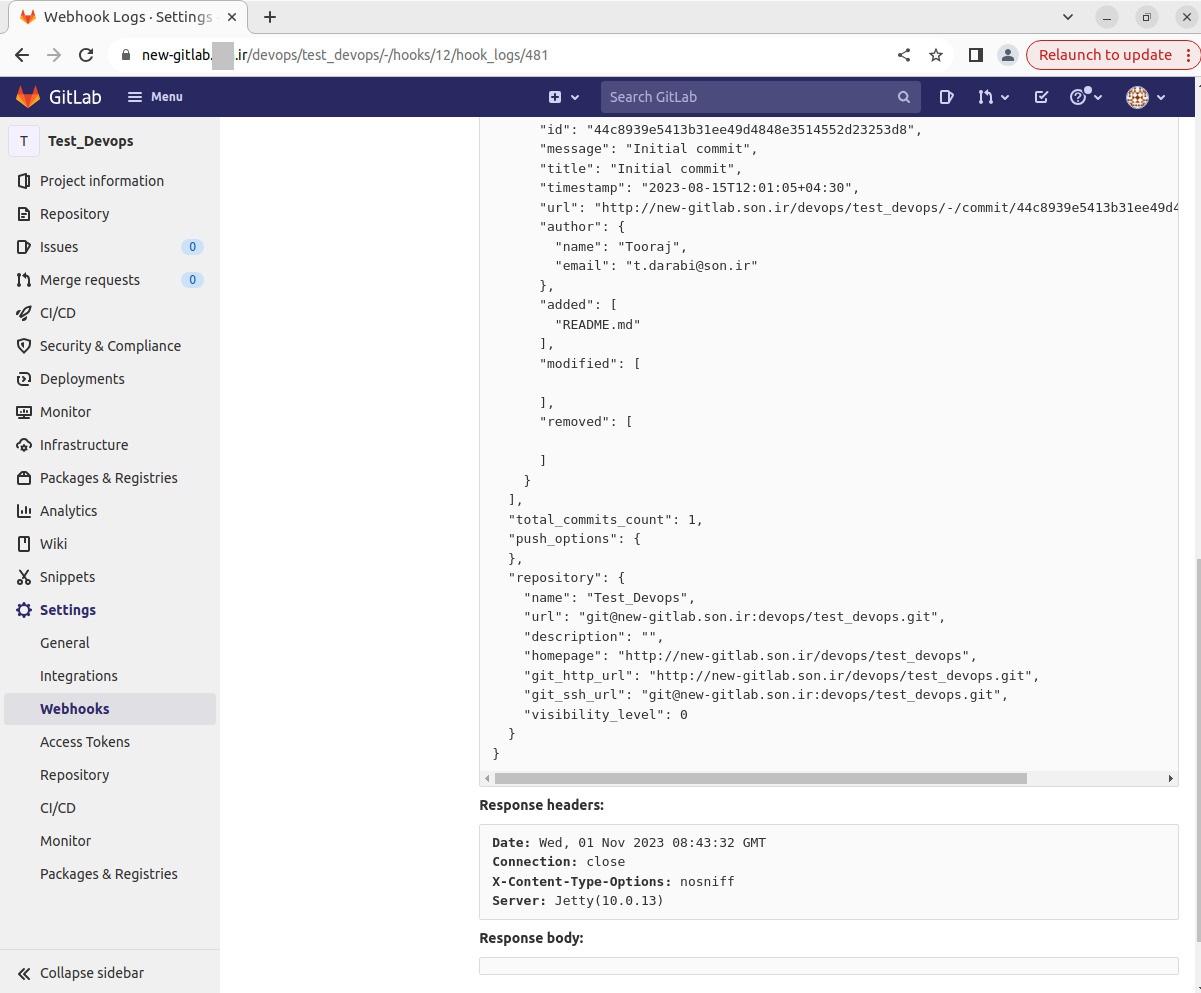 Webhook Logs · Settings
new-gitlab. .ir/devops/test_devops/-/hooks/12/hook_logs/481
Relaunch to update
GitLab
Menu
Search GitLab
T
Test_Devops
Project information
Repository
Issues 0
Merge requests 0
CI/CD
Security & Compliance
Deployments
Monitor
Infrastructure
Packages & Registries
Analytics
Wiki
Snippets
Settings
General
Integrations
Webhooks
Access Tokens
Repository
CI/CD
Monitor
Packages & Registries
Collapse sidebar
"id": "44c8939e5413b31ee49d4848e3514552d23253d8",
"message": "Initial commit",
"title": "Initial commit",
"timestamp": "2023-08-15T12:01:05+04:30",
"url": "http://new-gitlab.son.ir/devops/test_devops/-/commit/44c8939e5413b31ee49d4
"author": {
"name": "Tooraj",
"email": "t.darabi@son.ir"
},
"added": [
"README.md"
],
"modified": [
],
"removed": [
]
}
],
"total_commits_count": 1,
"push_options": {
},
"repository": {
"name": "Test_Devops",
"url": "git@new-gitlab.son.ir:devops/test_devops.git",
"description": "",
"homepage": "http://new-gitlab.son.ir/devops/test_devops",
"git_http_url": "http://new-gitlab.son.ir/devops/test_devops.git",
"git_ssh_url": "git@new-gitlab.son.ir:devops/test_devops.git",
"visibility_level": 0
}
}
Response headers:
Date: Wed, 01 Nov 2023 08:43:32 GMT
Connection: close
X-Content-Type-Options: nosniff
Server: Jetty(10.0.13)
Response body: